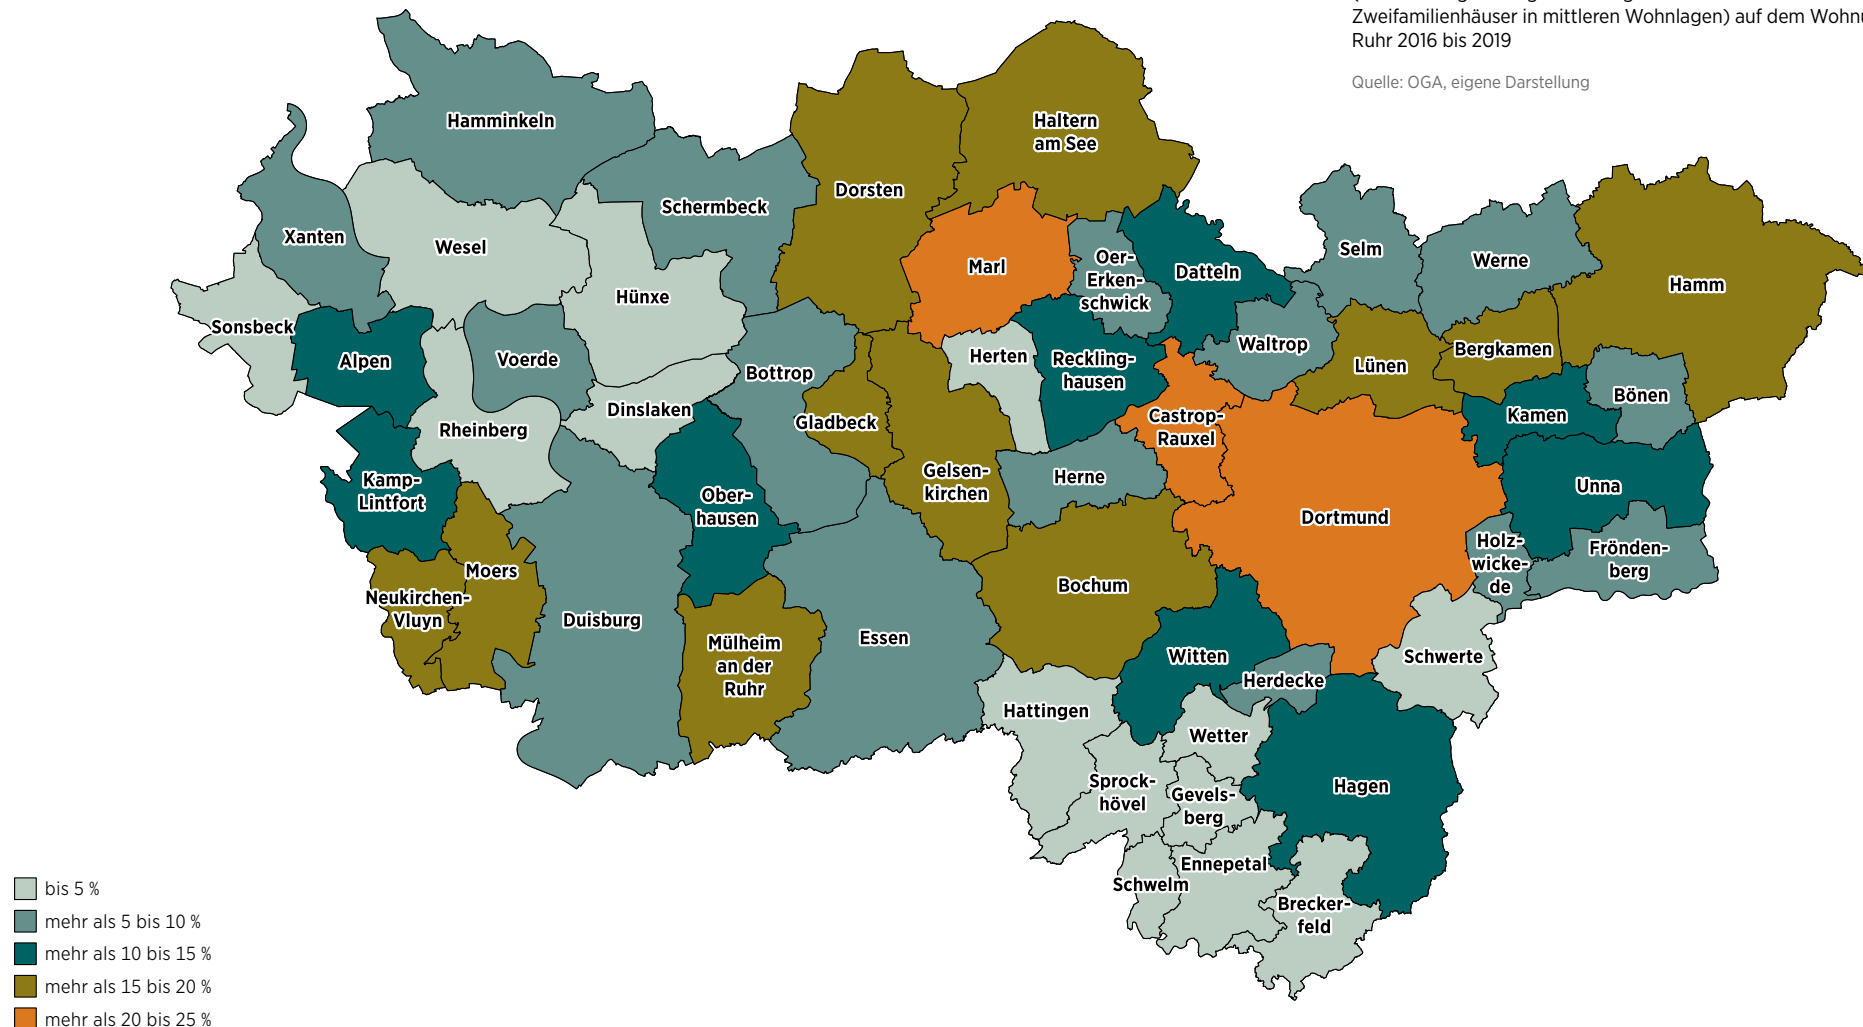 Zweifamilienhäuser in mittleren Wohnlagen) auf dem
Ruhr 2016 bis 2019
Quelle: OGA, eigene Darstellung
Hamminkeln
Haltern
am See
Dorsten
Schermbeck
Xanten
Wesel
Selm
Werne
Marl
Oer-
Erken-
schwick
Datteln
Hamm
Hünxe
Sonsbeck
Alpen
Voerde
Bottrop
Herten
Reckling-
hausen
Waltrop
Lünen
Bergkamen
Bönen
Dinslaken
Rheinberg
Gladbeck
Castrop-
Rauxel
Kamen
Kamp-
Lintfort
Ober-
hausen
Gelsen-
kirchen
Herne
Dortmund
Unna
Holz-
wicke-
de
Frönden-
berg
Moers
Neukirchen-
Vluyn
Duisburg
Mülheim
an der
Ruhr
Essen
Bochum
Witten
Herdecke
Schwerte
Hattingen
Wetter
Sprock-
hövel
Gevels-
berg
Hagen
Ennepetal
Schwelm
Brecker-
feld
bis 5 %
mehr als 5 bis 10 %
mehr als 10 bis 15 %
mehr als 15 bis 20 %
mehr als 20 bis 25 %